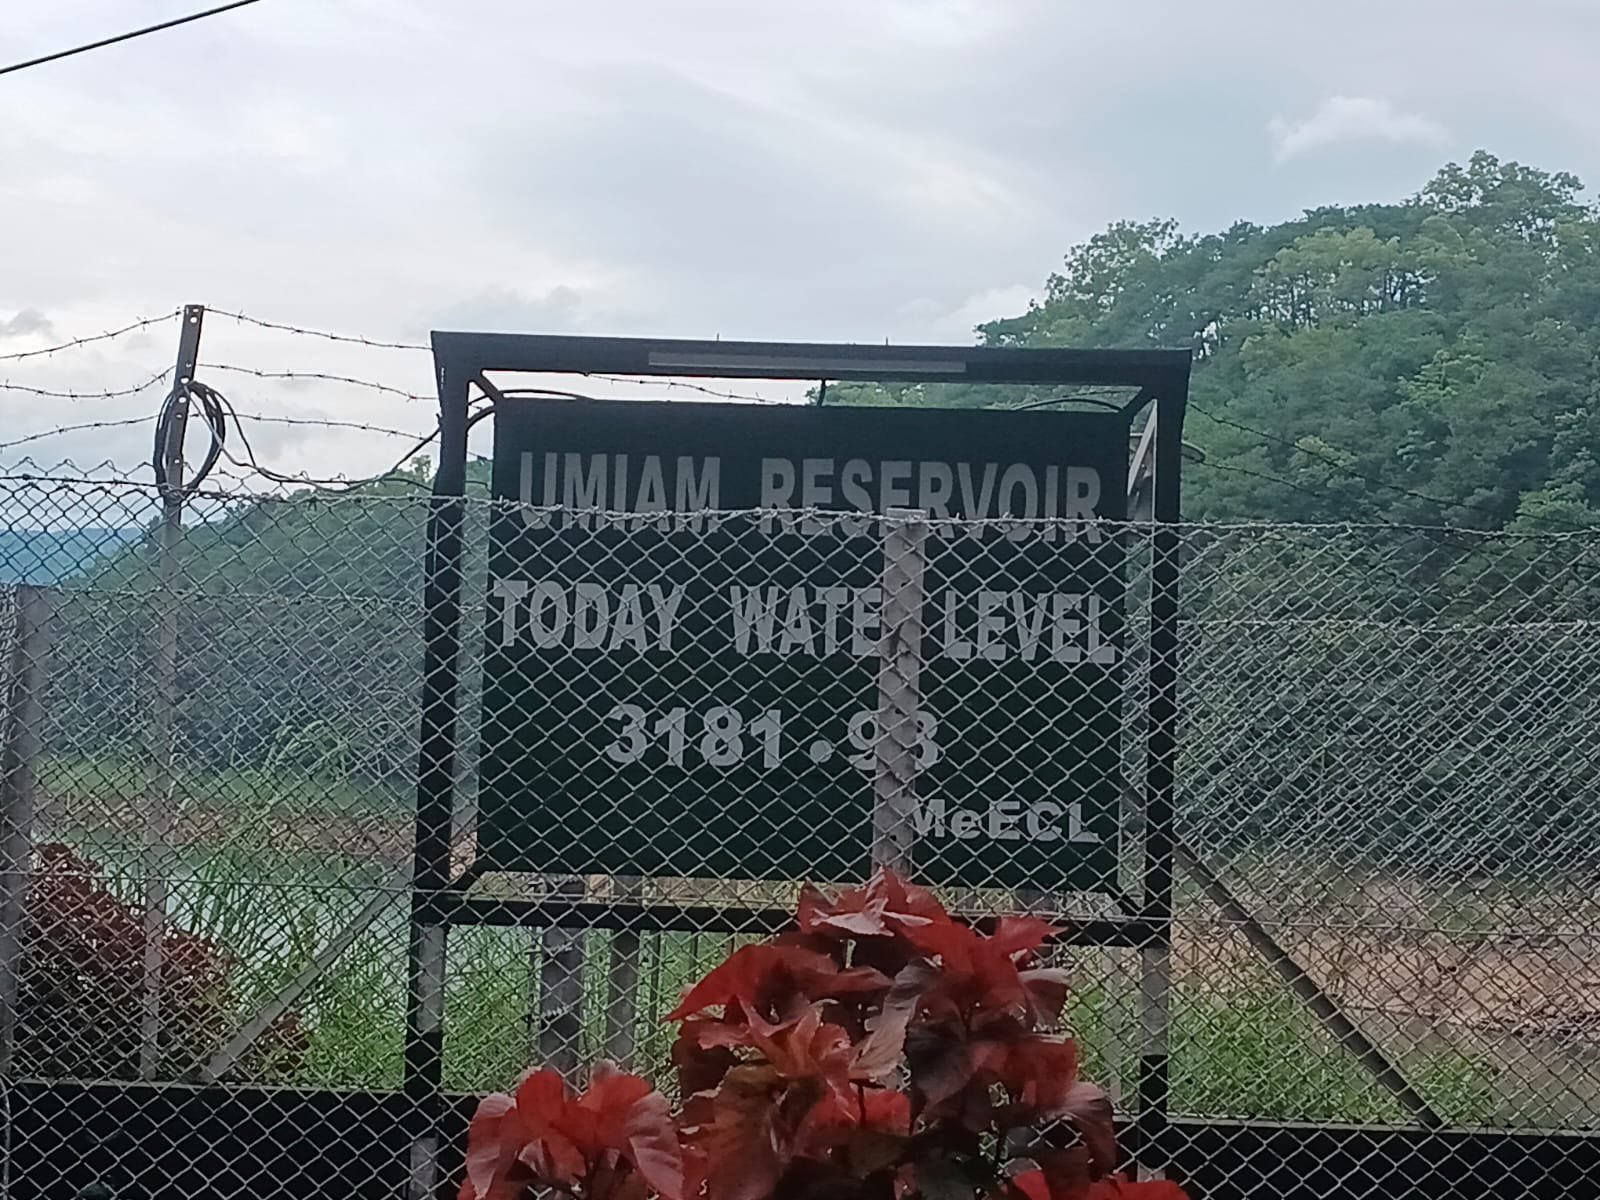 UMIAM RESERVOIR
TODAY WATE LEVEL
3181.93
MeECL